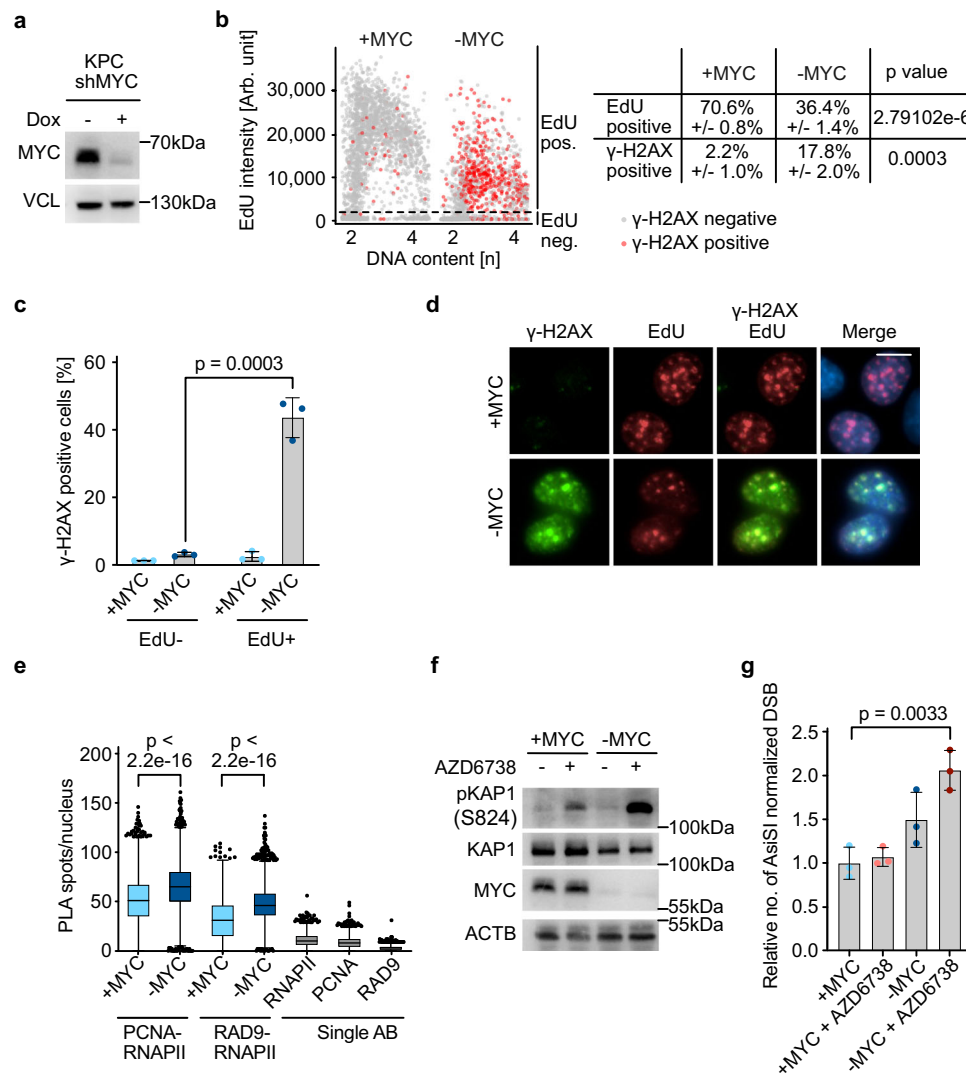 a
KPC
shMYC
Dox - +
MYC
70kDa
VCL
130kDa
b
EdU intensity [Arb. unit]
+MYC -MYC
30,000
20,000
10,000
0
2 4 2 4
DNA content [n]
EdU
pos.
EdU
neg.
+MYC -MYC p value
EdU
positive
70.6%
+/- 0.8%
36.4%
+/- 1.4%
2.79102e-6
γ-H2AX
positive
2.2%
+/- 1.0%
17.8%
+/- 2.0%
0.0003
γ-H2AX negative
γ-H2AX positive
c
γ-H2AX positive cells [%]
60
40
20
0
p = 0.0003
+MYC -MYC +MYC -MYC
EdU- EdU+
d
γ-H2AX EdU γ-H2AX
EdU
Merge
+MYC
-MYC
e
PLA spots/nucleus
200
150
100
50
0
p <
2.2e-16
p <
2.2e-16
+MYC -MYC +MYC -MYC RNAPII PCNA RAD9
PCNA-
RNAPII
RAD9-
RNAPII
Single AB
f
+MYC -MYC
AZD6738 - + - +
pKAP1
(S824)
100kDa
KAP1
100kDa
MYC
55kDa
ACTB
55kDa
g
Relative no. of AsiSI normalized DSB
2.5
2.0
1.5
1.0
0.5
0.0
p = 0.0033
+MYC
+MYC + AZD6738
-MYC
-MYC + AZD6738